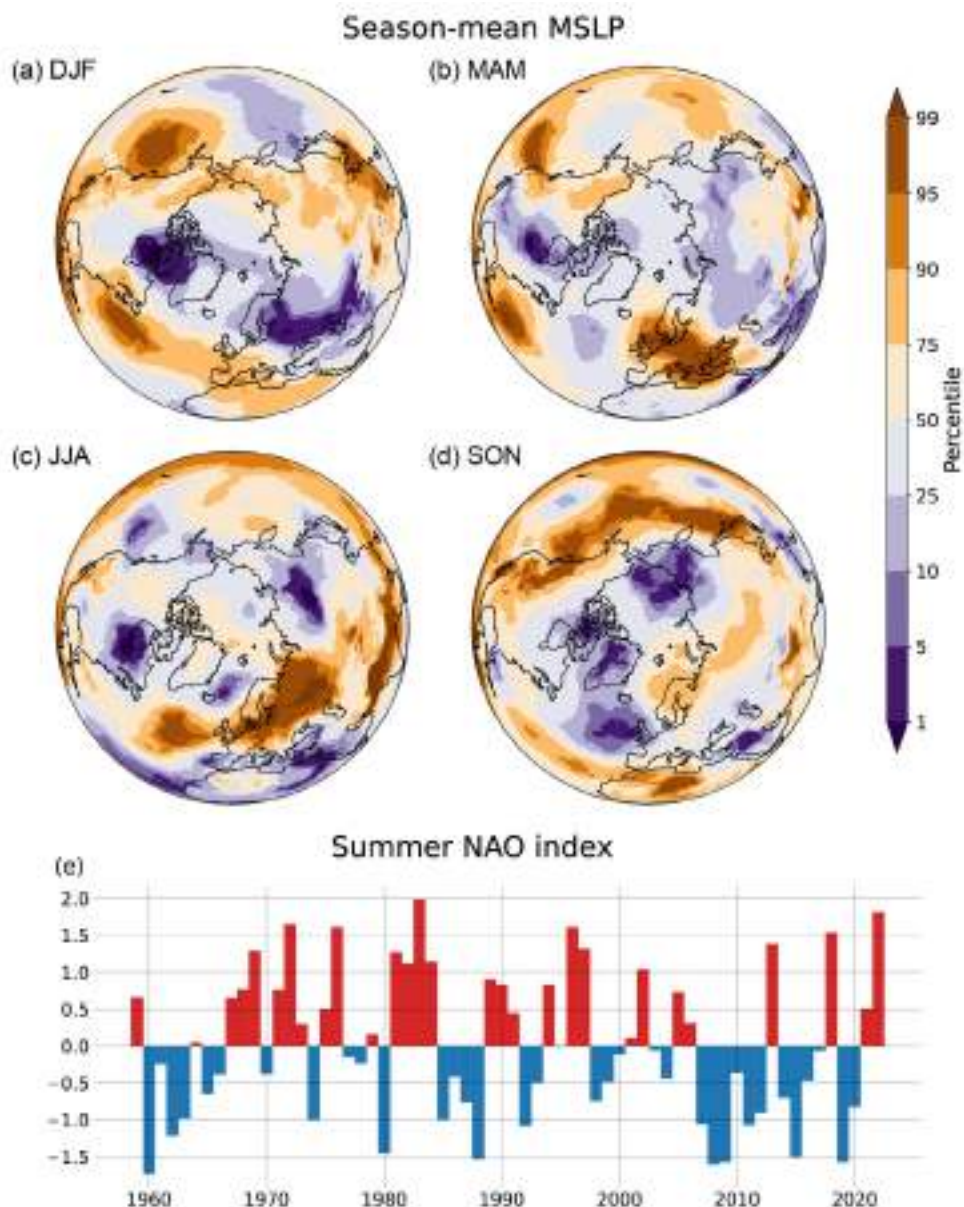 Season-mean MSLP
(a) DJF
(b) MAM
99
95
90
75
50
25
10
5
1
Percentile
(c) JJA
(d) SON
Summer NAO index
(e)
2.0
1.5
1.0
0.5
0.0
−0.5
−1.0
−1.5
1960 1970 1980 1990 2000 2010 2020